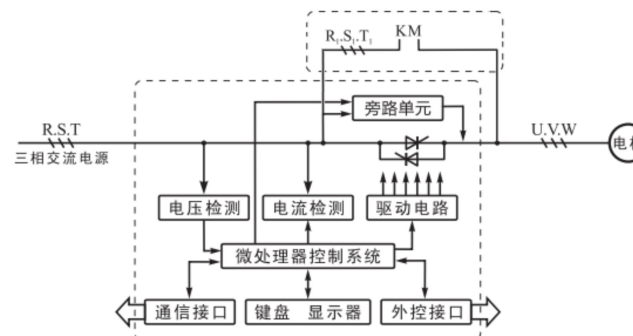 R₁.S₁.T₁ KM
旁路单元
R.S.T U.V.W
三相交流电源
电压检测 电流检测 驱动电路
微处理器控制系统
通信接口 键盘 显示器 外控接口